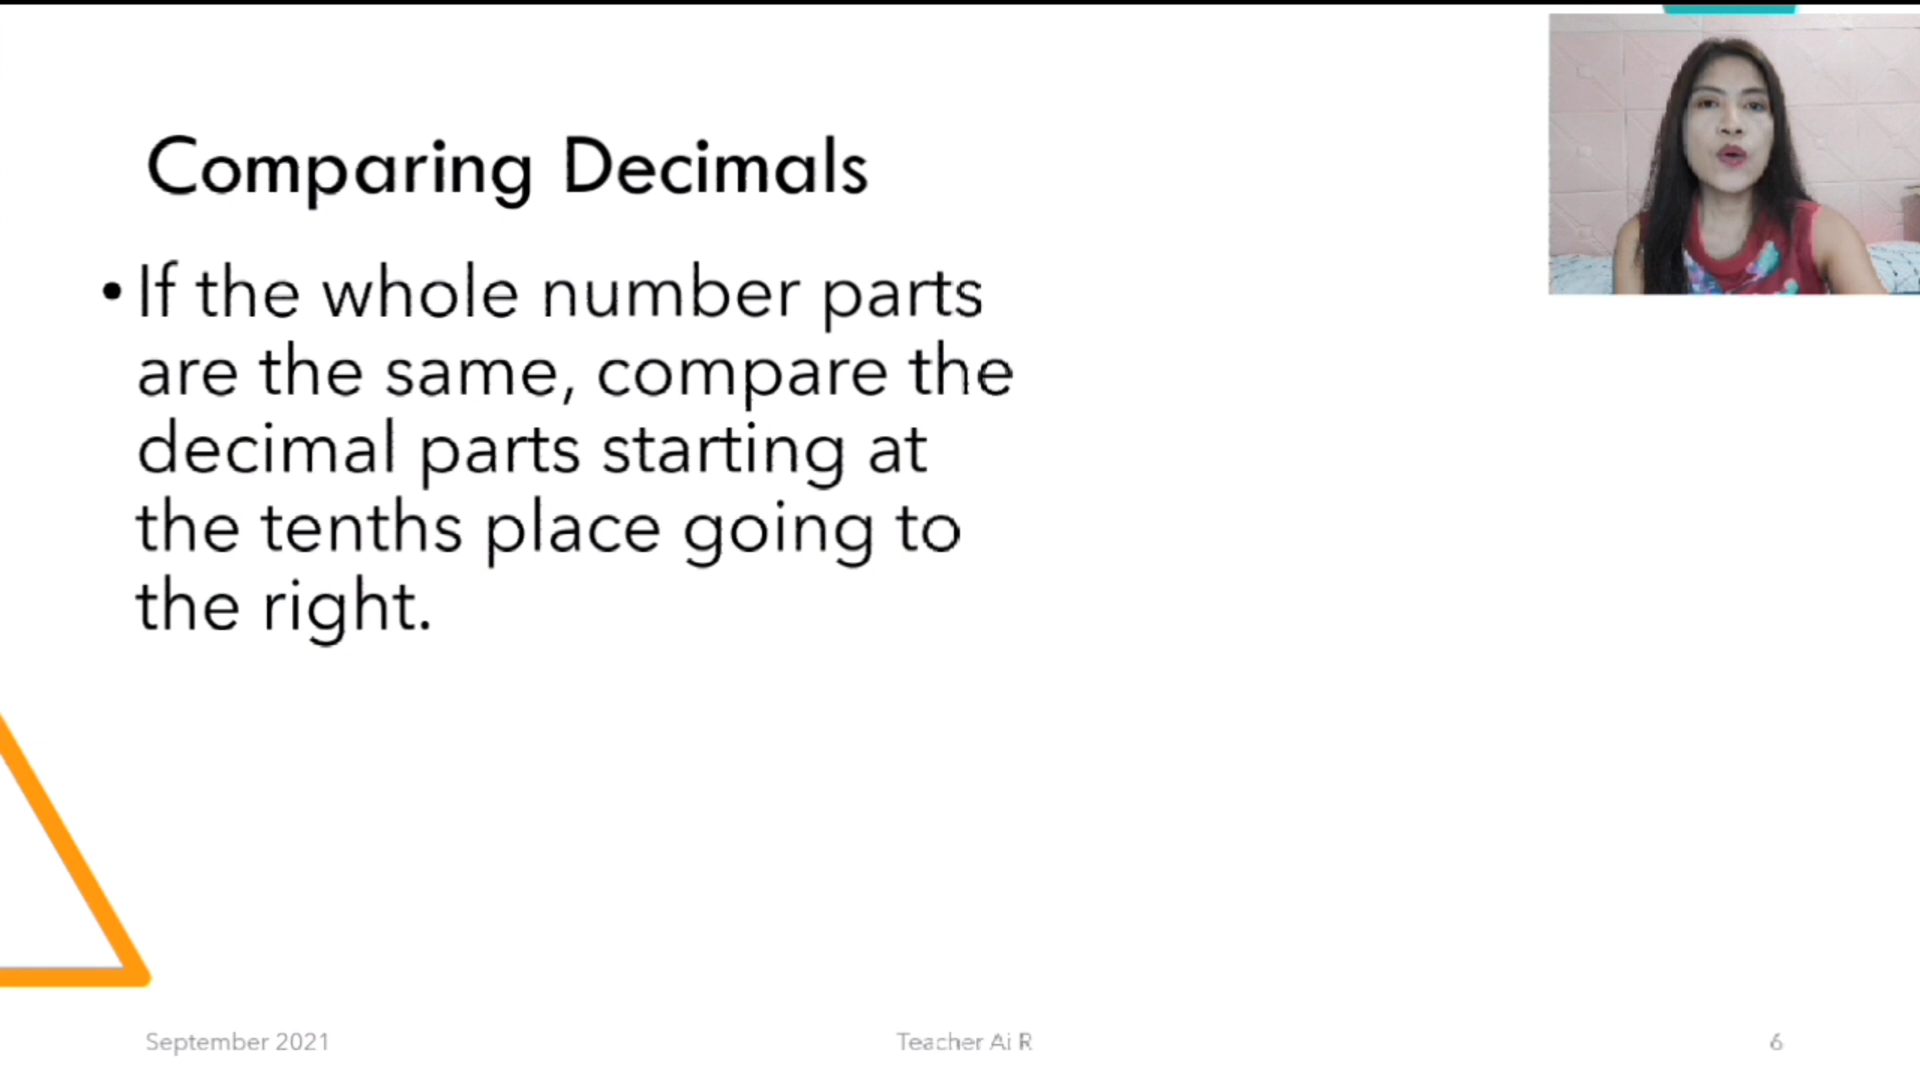 Comparing Decimals
• If the whole number parts
are the same, compare the
decimal parts starting at
the tenths place going to
the right.
September 2021
Teacher Ai R
6